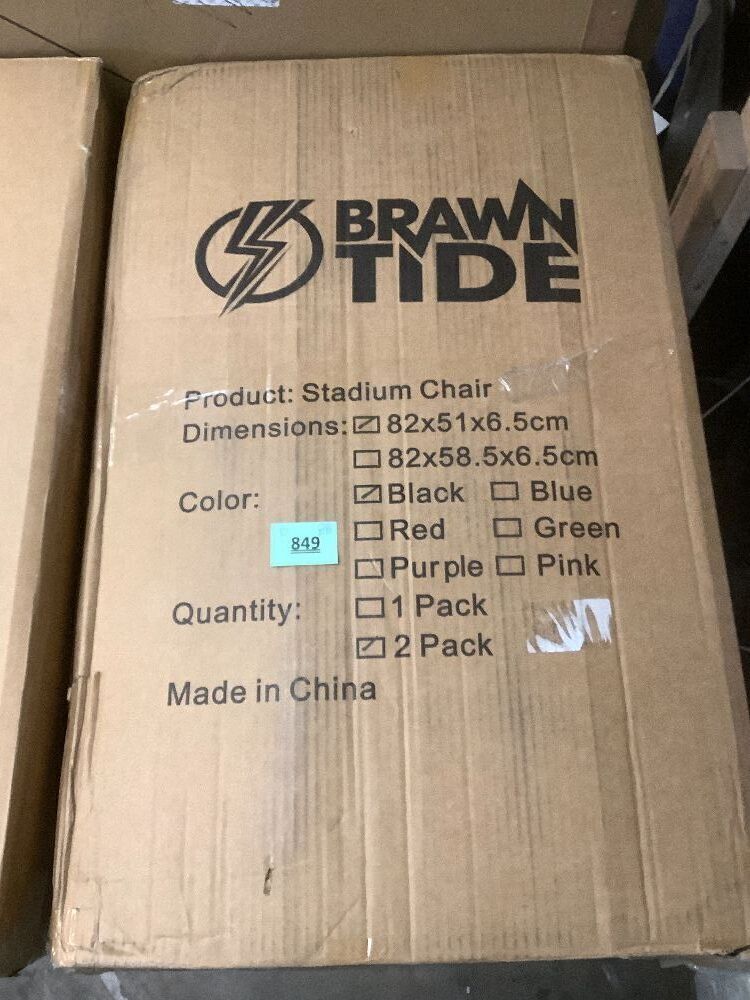 BRAWN
TIDE
Product: Stadium Chair
Dimensions: ☑ 82x51x6.5cm
☐ 82x58.5x6.5cm
Color: ☑ Black ☐ Blue
☐ Red ☐ Green
849
☐ Purple ☐ Pink
Quantity: ☐ 1 Pack
☑ 2 Pack
Made in China